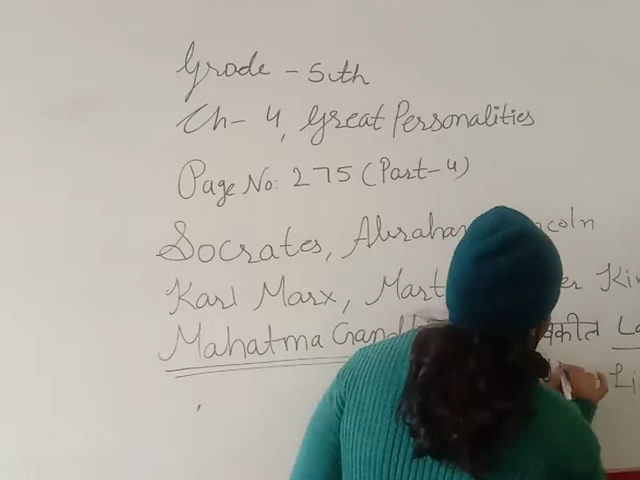 Grade - 5th
Ch- 4, Great Personalities
Page No: 275 (Part-4)
Socrates, Abraham Lincoln
Karl Marx, Martin Luther King
Mahatma Gandhi वकील